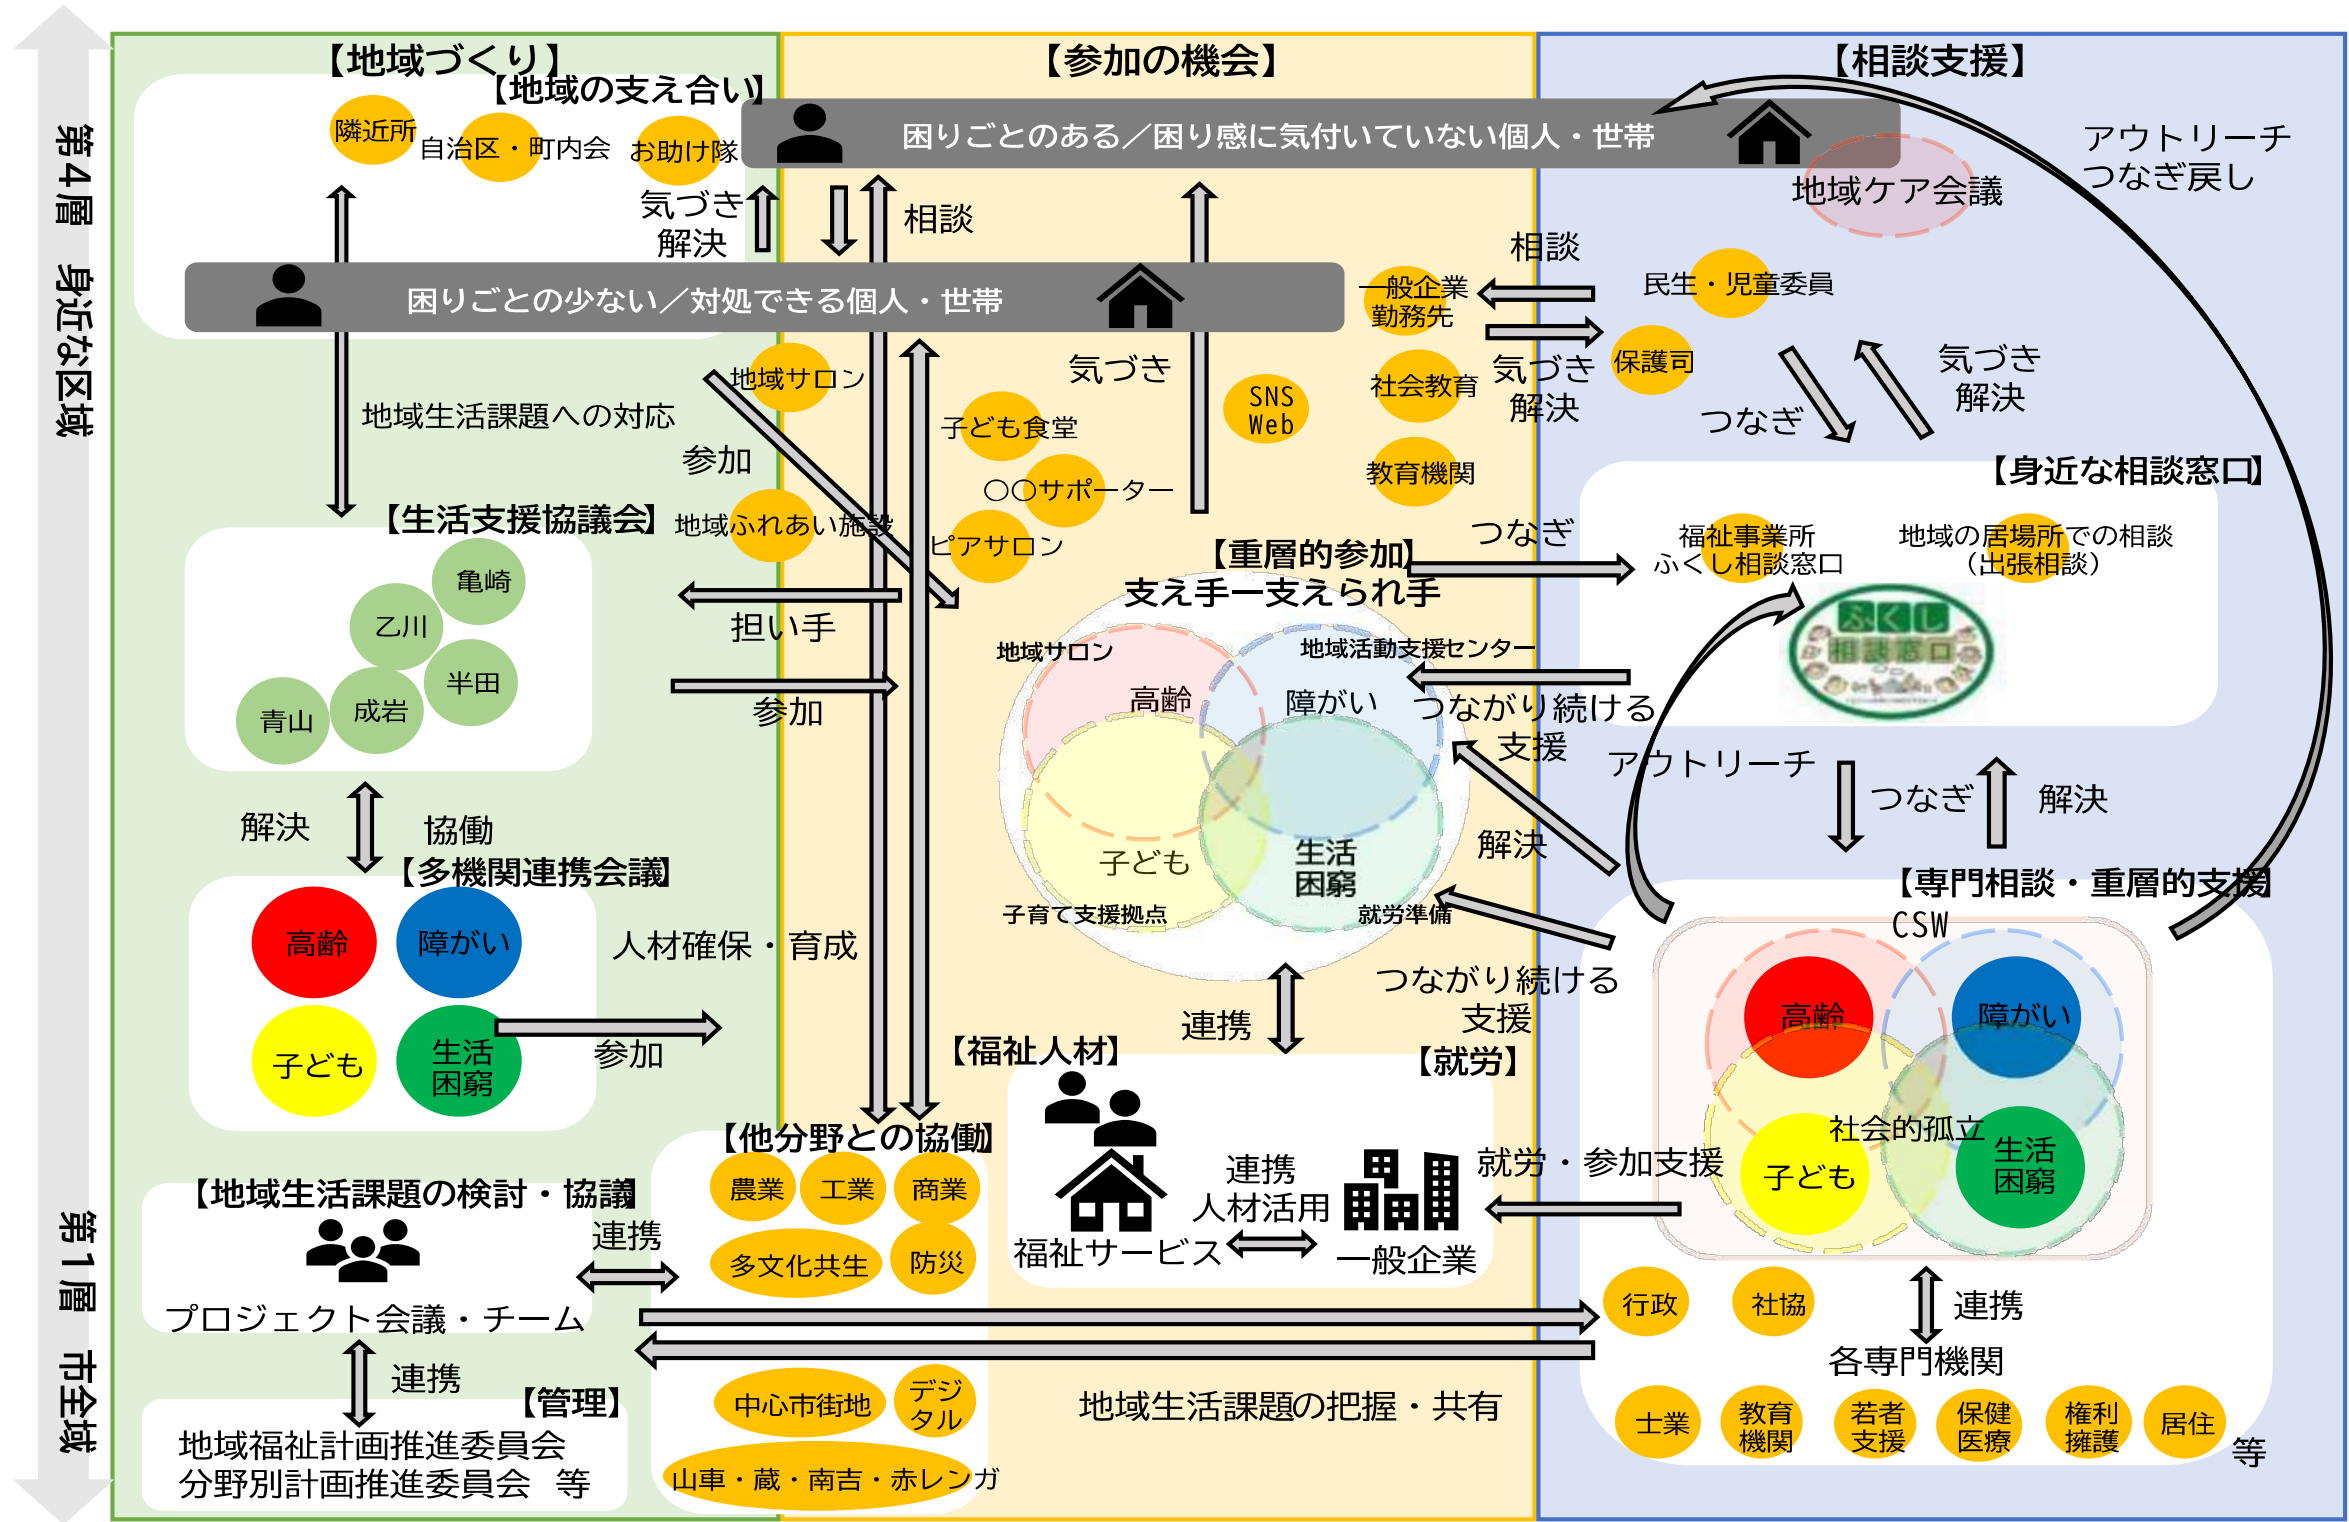 第４層　身近な区域
第１層　市全域
【地域づくり】
【地域の支え合い】
隣近所
自治区・町内会
お助け隊
気づき
解決
困りごとの少ない／対処できる個人・世帯
地域生活課題への対応
【生活支援協議会】
亀崎
乙川
半田
成岩
青山
解決
協働
【多機関連携会議】
高齢
障がい
子ども
生活
困窮
参加
人材確保・育成
【地域生活課題の検討・協議】
プロジェクト会議・チーム
連携
連携
【管理】
地域福祉計画推進委員会
分野別計画推進委員会　等
【参加の機会】
困りごとのある／困り感に気付いていない個人・世帯
相談
地域サロン
参加
地域ふれあい施設
担い手
参加
子ども食堂
〇〇サポーター
ピアサロン
気づき
SNS
Web
一般企業
勤務先
社会教育
教育機関
相談
気づき
解決
つなぎ
【重層的参加】
支え手ー支えられ手
地域サロン
地域活動支援センター
高齢
障がい
子ども
生活
困窮
子育て支援拠点
就労準備
つながり続ける
支援
解決
つながり続ける
支援
連携
【福祉人材】
【就労】
福祉サービス
連携
人材活用
一般企業
就労・参加支援
【他分野との協働】
農業
工業
商業
多文化共生
防災
中心市街地
デジ
タル
山車・蔵・南吉・赤レンガ
地域生活課題の把握・共有
【相談支援】
アウトリーチ
つなぎ戻し
地域ケア会議
民生・児童委員
保護司
つなぎ
気づき
解決
【身近な相談窓口】
福祉事業所
ふくし相談窓口
地域の居場所での相談
（出張相談）
ふくし
相談窓口
アウトリーチ
つなぎ
解決
【専門相談・重層的支援】
CSW
高齢
障がい
社会的孤立
子ども
生活
困窮
行政
社協
連携
各専門機関
士業
教育
機関
若者
支援
保健
医療
権利
擁護
居住
等